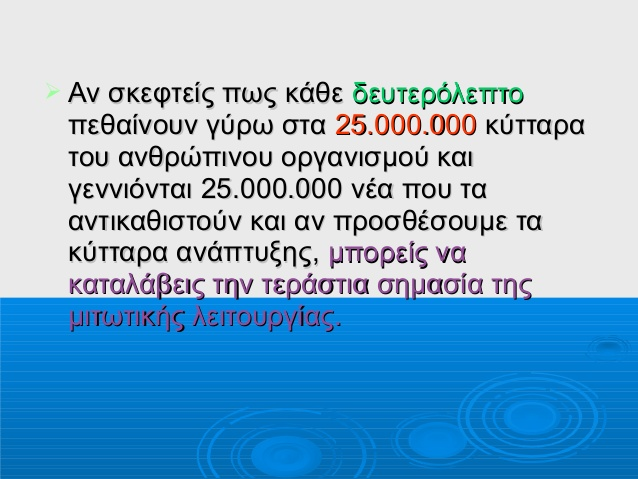 Αν σκεφτείς πως κάθε δευτερόλεπτο
πεθαίνουν γύρω στα 25.000.000 κύτταρα
του ανθρώπινου οργανισμού και
γεννιόνται 25.000.000 νέα που τα
αντικαθιστούν και αν προσθέσουμε τα
κύτταρα ανάπτυξης, μπορείς να
καταλάβεις την τεράστια σημασία της
μιτωτικής λειτουργίας.